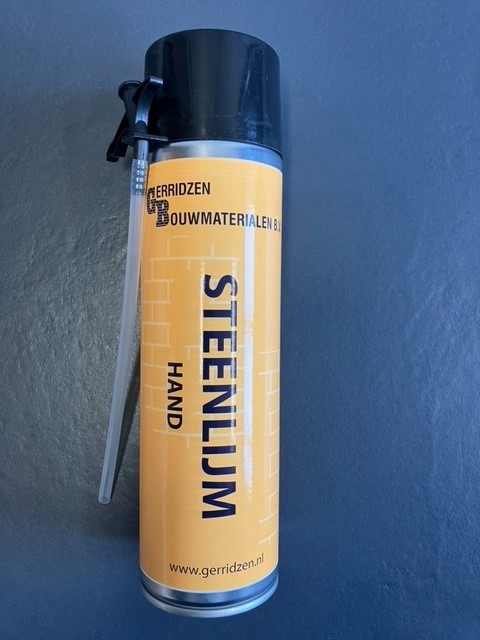 GERRIDZEN
BOUWMATERIALEN B.V
STEENLIJM
HAND
www.gerridzen.nl